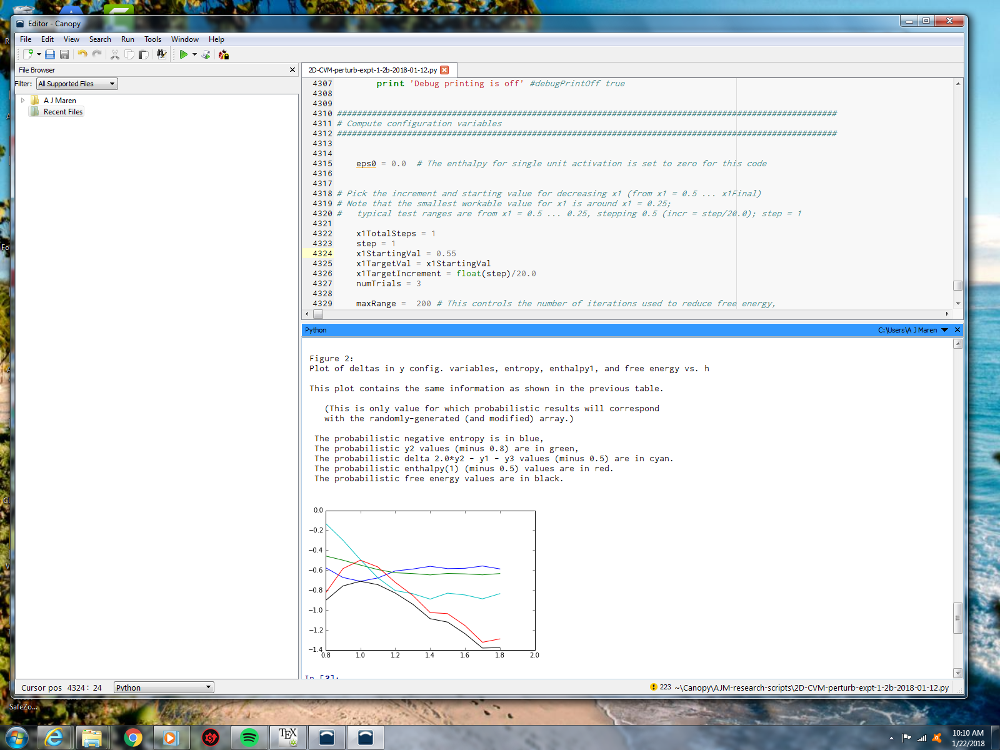 Editor - Canopy
File Edit View Search Run Tools Window Help
File Browser
Filter: All Supported Files
A J Maren
Recent Files
2D-CVM-perturb-expt-1-2b-2018-01-12.py
4307 print 'Debug printing is off' #debugPrintOff true
4308
4309
4310 ####################################################################################################
4311 # Compute configuration variables
4312 ####################################################################################################
4313
4314
4315 eps0 = 0.0 # The enthalpy for single unit activation is set to zero for this code
4316
4317
4318 # Pick the increment and starting value for decreasing x1 (from x1 = 0.5 ... x1Final)
4319 # Note that the smallest workable value for x1 is around x1 = 0.25;
4320 # typical test ranges are from x1 = 0.5 ... 0.25, stepping 0.5 (incr = step/20.0); step = 1
4321
4322 x1TotalSteps = 1
4323 step = 1
4324 x1StartingVal = 0.55
4325 x1TargetVal = x1StartingVal
4326 x1TargetIncrement = float(step)/20.0
4327 numTrials = 3
4328
4329 maxRange = 200 # This controls the number of iterations used to reduce free energy,
Python C:\Users\A J Maren
Figure 2:
Plot of deltas in y config. variables, entropy, enthalpy1, and free energy vs. h
This plot contains the same information as shown in the previous table.
(This is only value for which probabilistic results will correspond
with the randomly-generated (and modified) array.)
The probabilistic negative entropy is in blue,
The probabilistic y2 values (minus 0.8) are in green,
The probabilistic delta 2.0*y2 - y1 - y3 values (minus 0.5) are in cyan.
The probabilistic enthalpy(1) (minus 0.5) values are in red.
The probabilistic free energy values are in black.
0.0
−0.2
−0.4
−0.6
−0.8
−1.0
−1.2
−1.4
0.8 1.0 1.2 1.4 1.6 1.8 2.0
In [3]:
Cursor pos 4324 : 24 Python 223 ~\Canopy\AJM-research-scripts\2D-CVM-perturb-expt-1-2b-2018-01-12.py
SafeZo...
TEX
10:10 AM
1/22/2018